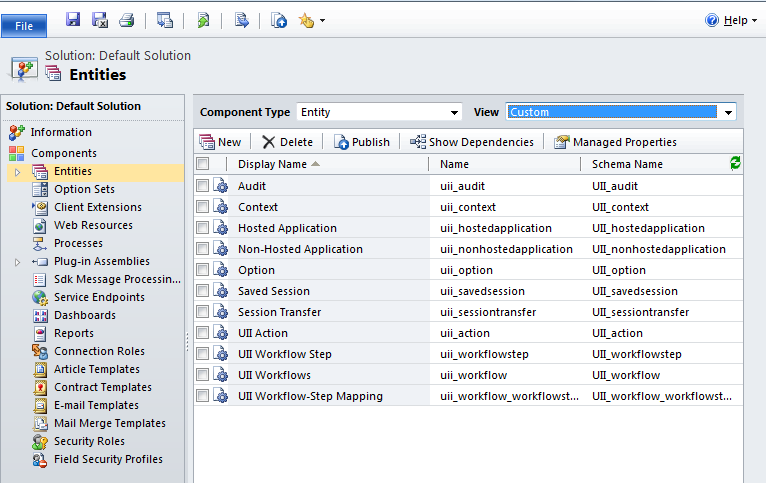 File
Help
Solution: Default Solution
Entities
Solution: Default Solution
Information
Components
Entities
Option Sets
Client Extensions
Web Resources
Processes
Plug-in Assemblies
Sdk Message Processin...
Service Endpoints
Dashboards
Reports
Connection Roles
Article Templates
Contract Templates
E-mail Templates
Mail Merge Templates
Security Roles
Field Security Profiles
Component Type Entity View Custom
New Delete Publish Show Dependencies Managed Properties
Display Name Name Schema Name
Audit uii_audit UII_audit
Context uii_context UII_context
Hosted Application uii_hostedapplication UII_hostedapplication
Non-Hosted Application uii_nonhostedapplication UII_nonhostedapplication
Option uii_option UII_option
Saved Session uii_savedsession UII_savedsession
Session Transfer uii_sessiontransfer UII_sessiontransfer
UII Action uii_action UII_action
UII Workflow Step uii_workflowstep UII_workflowstep
UII Workflows uii_workflow UII_workflow
UII Workflow-Step Mapping uii_workflow_workflowst... UII_workflow_workflowst...